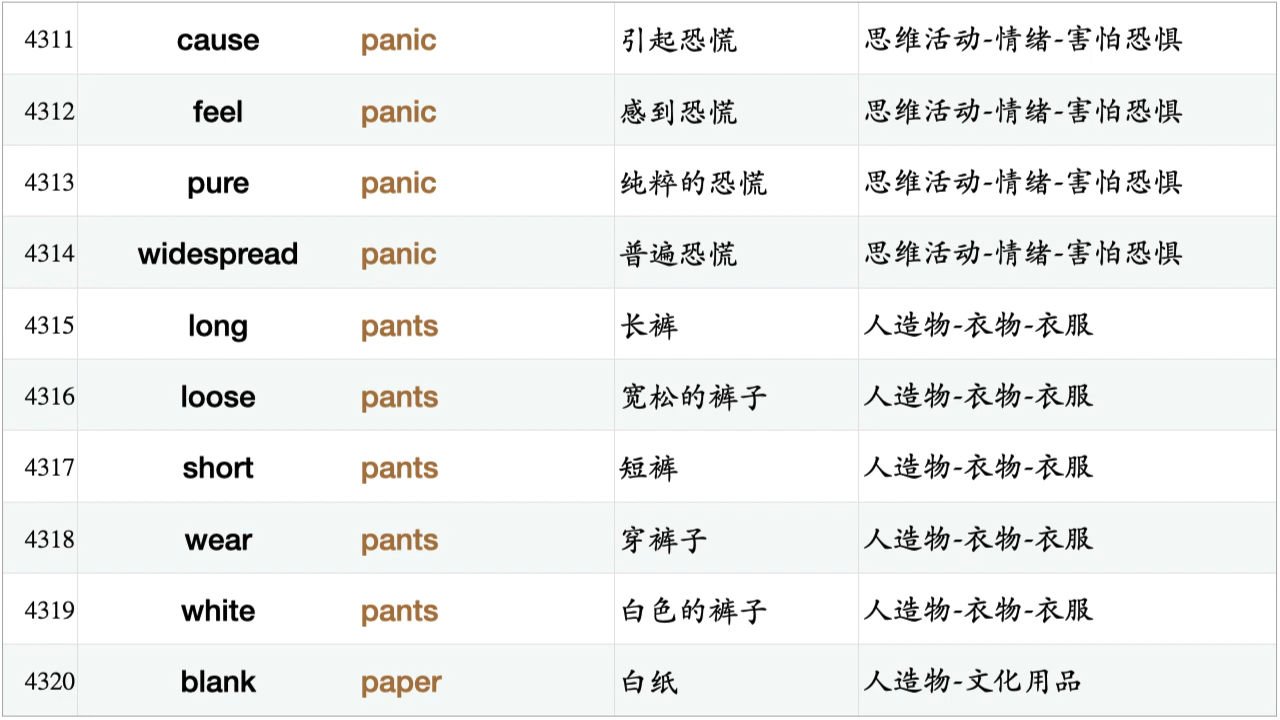 4311 cause panic 引起恐慌 思维活动-情绪-害怕恐惧
4312 feel panic 感到恐慌 思维活动-情绪-害怕恐惧
4313 pure panic 纯粹的恐慌 思维活动-情绪-害怕恐惧
4314 widespread panic 普遍恐慌 思维活动-情绪-害怕恐惧
4315 long pants 长裤 人造物-衣物-衣服
4316 loose pants 宽松的裤子 人造物-衣物-衣服
4317 short pants 短裤 人造物-衣物-衣服
4318 wear pants 穿裤子 人造物-衣物-衣服
4319 white pants 白色的裤子 人造物-衣物-衣服
4320 blank paper 白纸 人造物-文化用品